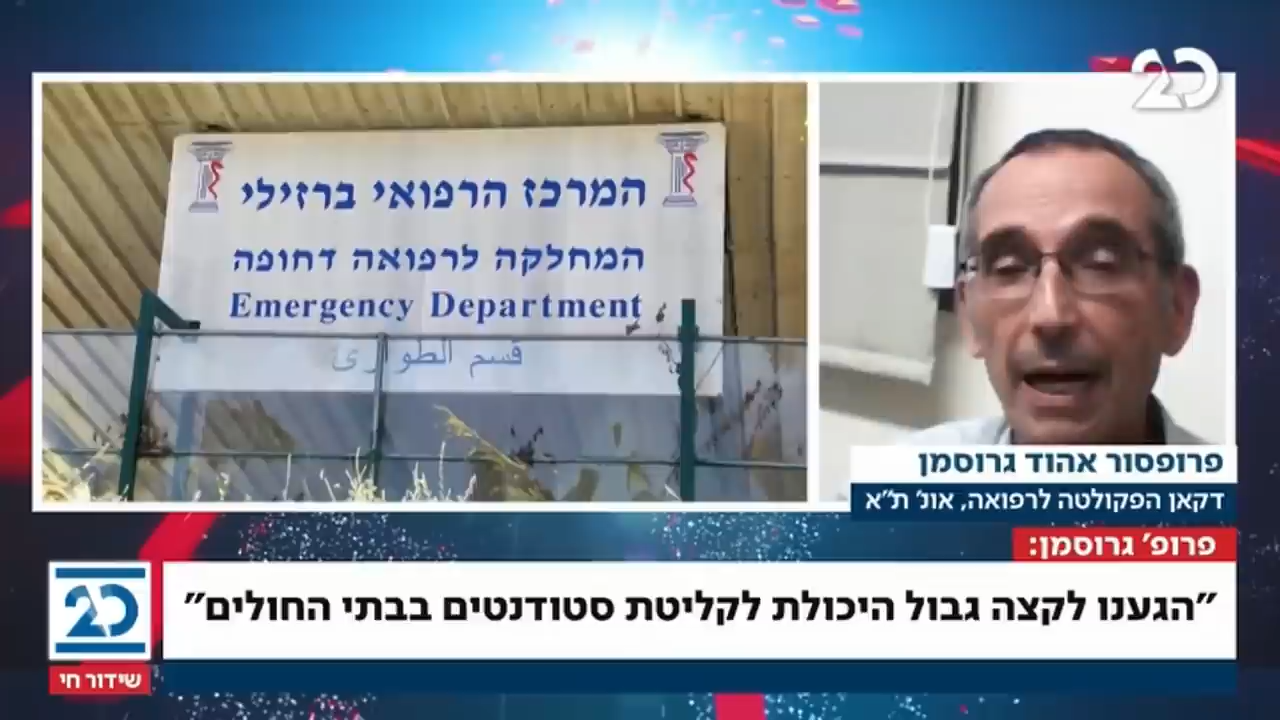 20
המרכז הרפואי ברזילי
המחלקה לרפואה דחופה
Emergency Department
قسم الطوارئ
פרופסור אהוד גרוסמן
דקאן הפקולטה לרפואה, אונ' ת"א
פרופ' גרוסמן:
"הגענו לקצה גבול היכולת לקליטת סטודנטים בבתי החולים"
20
שידור חי